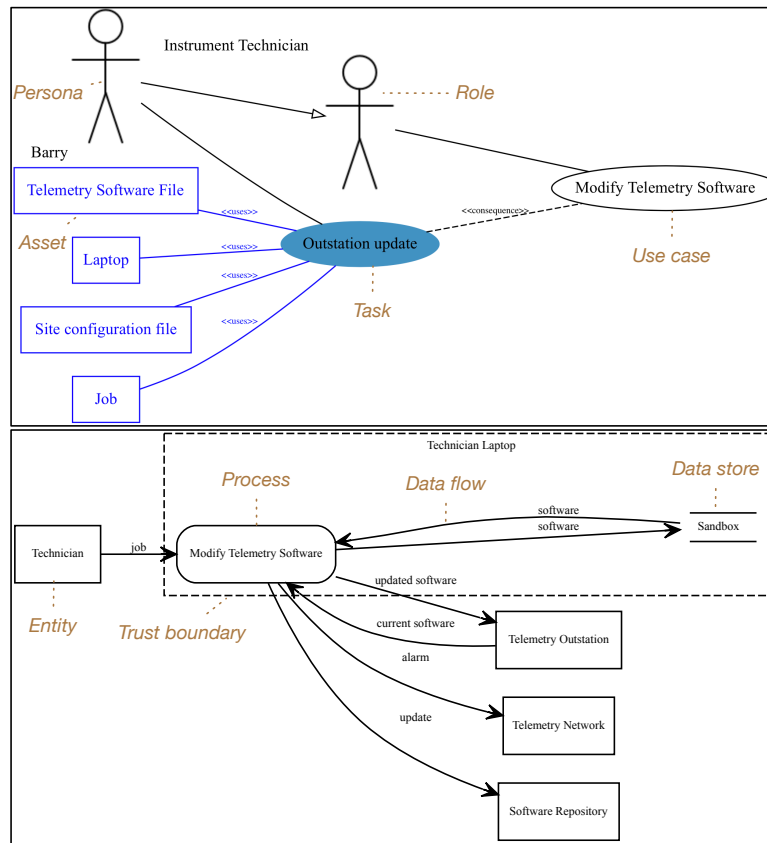 Instrument Technician
Persona
Role
Barry
Telemetry Software File
<<uses>>
Modify Telemetry Software
<<consequence>>
Asset
<<uses>>
Outstation update
Laptop
Use case
<<uses>>
Task
Site configuration file
<<uses>>
Job
Technician Laptop
Process
Data flow
Data store
software
software
Sandbox
Technician
job
Modify Telemetry Software
updated software
Entity
Trust boundary
current software
Telemetry Outstation
alarm
update
Telemetry Network
Software Repository